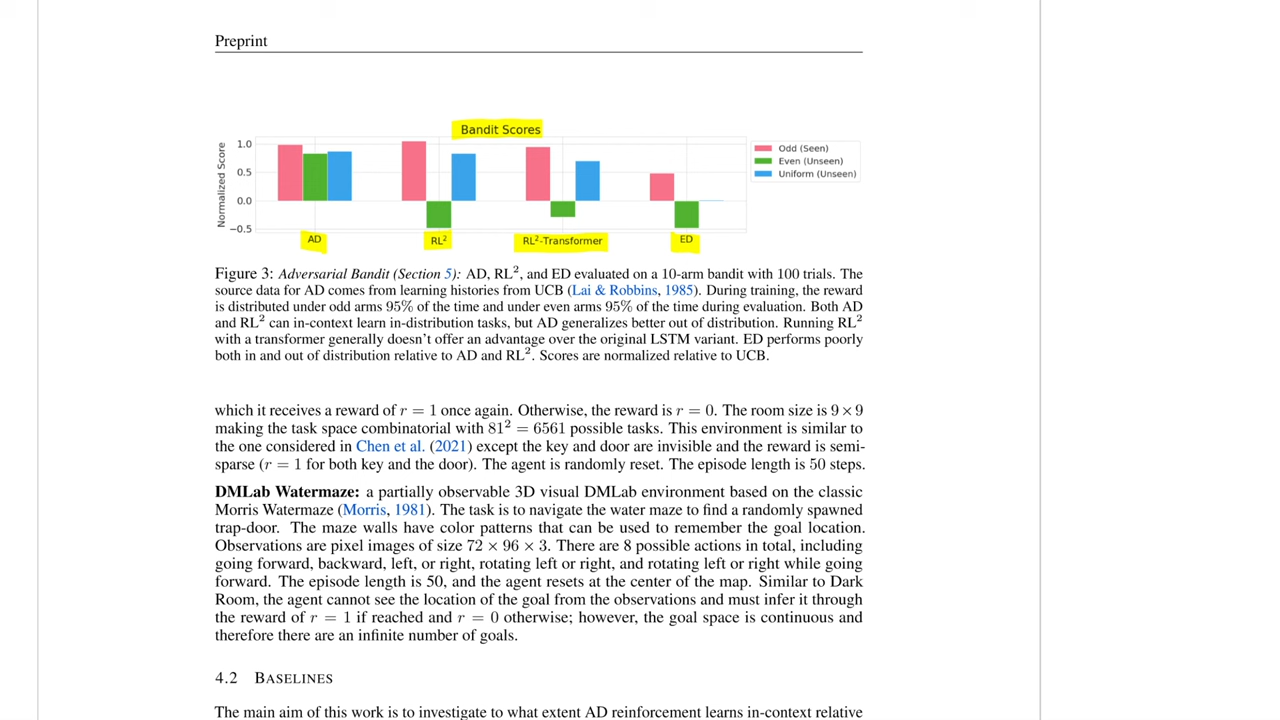 Preprint
Bandit Scores
Normalized Score
1.0
0.5
0.0
−0.5
AD
RL²
RL²-Transformer
ED
Odd (Seen)
Even (Unseen)
Uniform (Unseen)
Figure 3: Adversarial Bandit (Section 5): AD, RL², and ED evaluated on a 10-arm bandit with 100 trials. The
source data for AD comes from learning histories from UCB (Lai & Robbins, 1985). During training, the reward
is distributed under odd arms 95% of the time and under even arms 95% of the time during evaluation. Both AD
and RL² can in-context learn in-distribution tasks, but AD generalizes better out of distribution. Running RL²
with a transformer generally doesn't offer an advantage over the original LSTM variant. ED performs poorly
both in and out of distribution relative to AD and RL². Scores are normalized relative to UCB.
which it receives a reward of r = 1 once again. Otherwise, the reward is r = 0. The room size is 9 × 9
making the task space combinatorial with 81² = 6561 possible tasks. This environment is similar to
the one considered in Chen et al. (2021) except the key and door are invisible and the reward is semi-
sparse (r = 1 for both key and the door). The agent is randomly reset. The episode length is 50 steps.
DMLab Watermaze: a partially observable 3D visual DMLab environment based on the classic
Morris Watermaze (Morris, 1981). The task is to navigate the water maze to find a randomly spawned
trap-door. The maze walls have color patterns that can be used to remember the goal location.
Observations are pixel images of size 72 × 96 × 3. There are 8 possible actions in total, including
going forward, backward, left, or right, rotating left or right, and rotating left or right while going
forward. The episode length is 50, and the agent resets at the center of the map. Similar to Dark
Room, the agent cannot see the location of the goal from the observations and must infer it through
the reward of r = 1 if reached and r = 0 otherwise; however, the goal space is continuous and
therefore there are an infinite number of goals.
4.2 BASELINES
The main aim of this work is to investigate to what extent AD reinforcement learns in-context relative